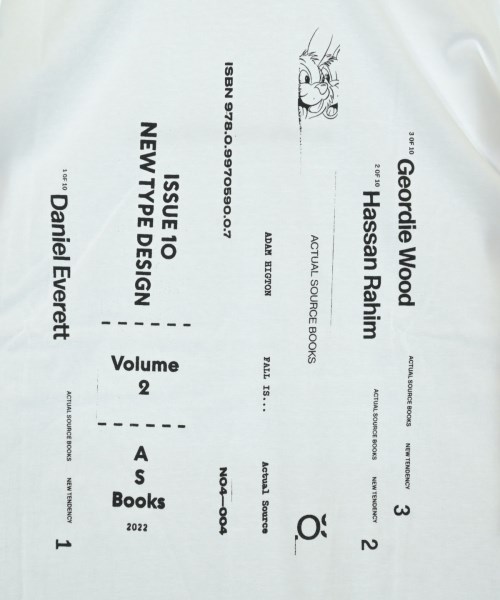 3 OF 10
Geordie Wood
ACTUAL SOURCE BOOKS
NEW TENDENCY
3
2 OF 10
Hassan Rahim
ACTUAL SOURCE BOOKS
NEW TENDENCY
2
ACTUAL SOURCE BOOKS
Ö
ADAM HIGTON
FALL IS...
Actual Source
ISBN 978.0.9970590.0.7
NO4—004
ISSUE 10
NEW TYPE DESIGN
Volume
2
A
S
Books
2022
1 OF 10
Daniel Everett
ACTUAL SOURCE BOOKS
NEW TENDENCY
1